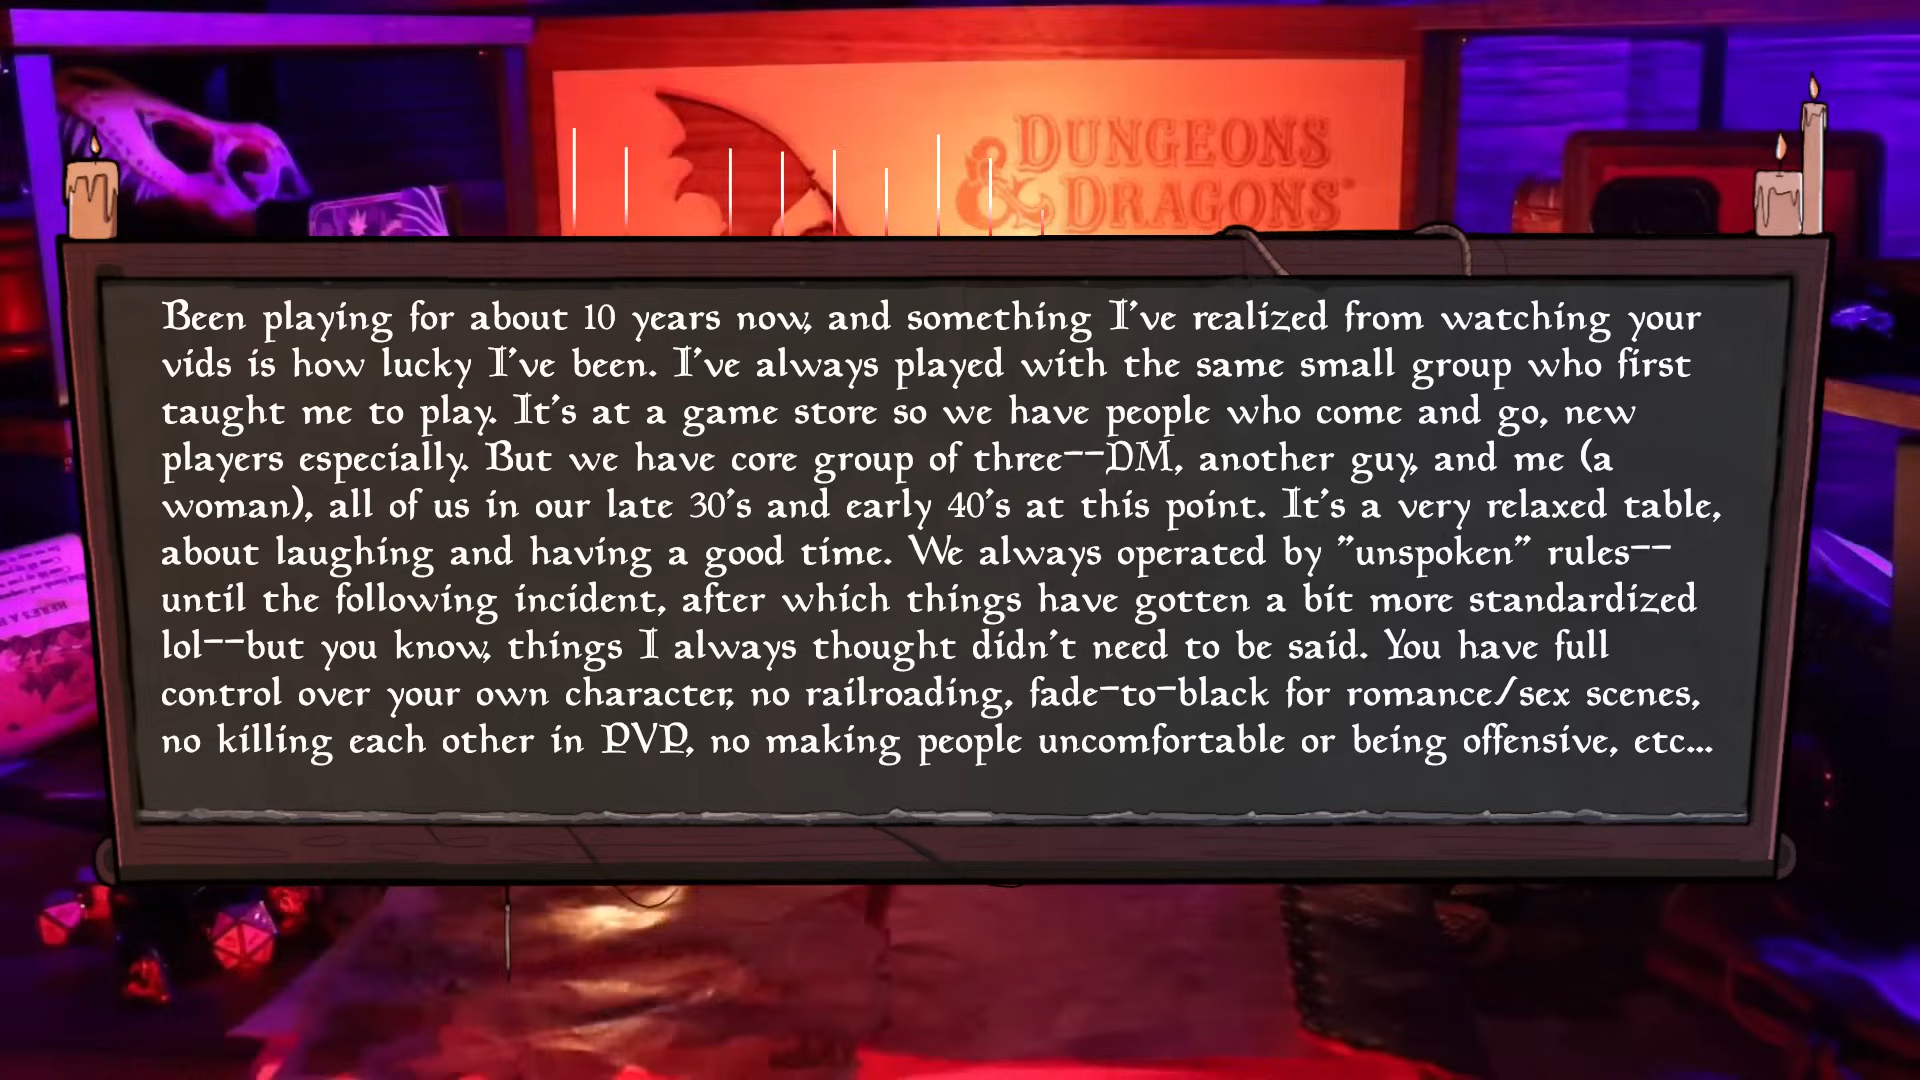 DUNGEONS
& DRAGONS
Been playing for about 10 years now, and something I've realized from watching your
vids is how lucky I've been. I've always played with the same small group who first
taught me to play. It's at a game store so we have people who come and go, new
players especially. But we have core group of three--DM, another guy, and me (a
woman), all of us in our late 30's and early 40's at this point. It's a very relaxed table,
about laughing and having a good time. We always operated by "unspoken" rules--
until the following incident, after which things have gotten a bit more standardized
lol--but you know, things I always thought didn't need to be said. You have full
control over your own character, no railroading, fade-to-black for romance/sex scenes,
no killing each other in PVP, no making people uncomfortable or being offensive, etc...